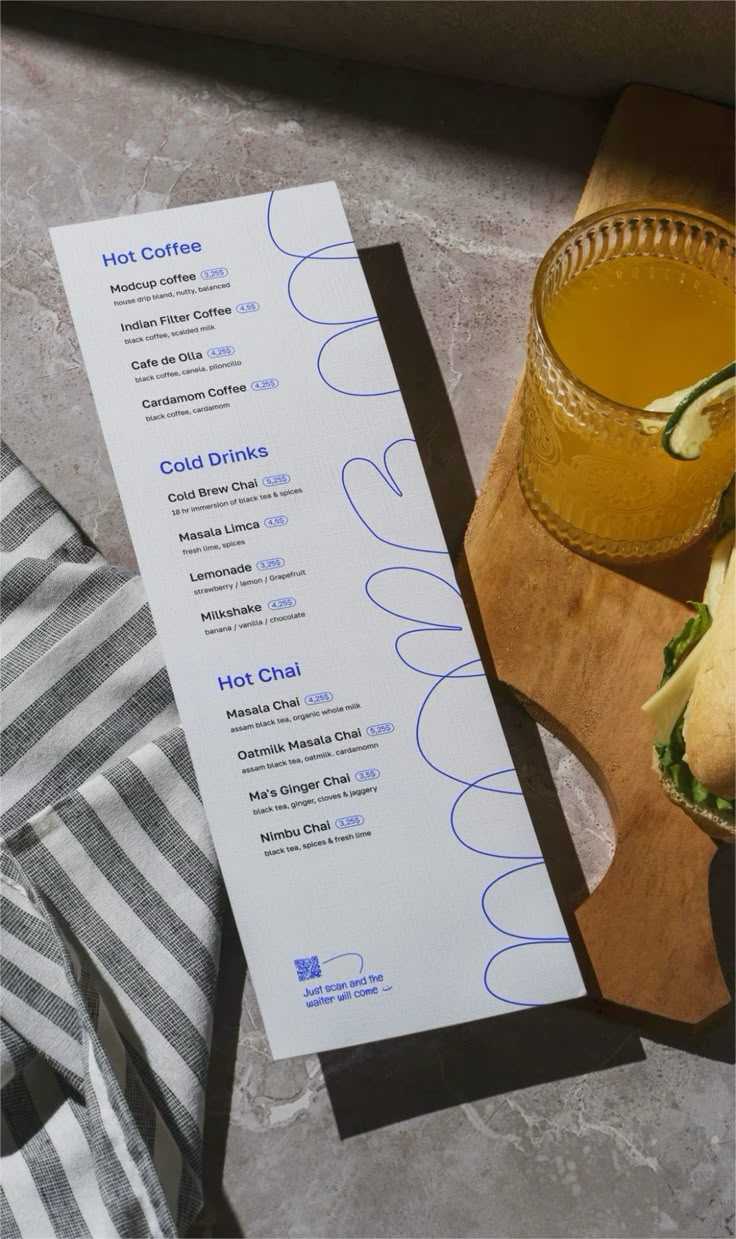 Hot Coffee
Modcup coffee 3,25$
house drip bland, nutty, balanced
Indian Filter Coffee 4,5$
black coffee, scalded milk
Cafe de Olla 4,25$
black coffee, canela. piloncillo
Cardamom Coffee 4,25$
black coffee, cardamom
Cold Drinks
Cold Brew Chai 5,25$
18 hr immersion of black tea & spices
Masala Limca 4,5$
fresh lime, spices
Lemonade 3,25$
strawberry / lemon / Grapefruit
Milkshake 4,25$
banana / vanilla / chocolate
Hot Chai
Masala Chai 4,25$
assam black tea, organic whole milk
Oatmilk Masala Chai 5,25$
assam black tea, oatmilk. cardamomn
Ma's Ginger Chai 3,5$
black tea, ginger, cloves & jaggery
Nimbu Chai 3,25$
black tea, spices & fresh lime
Just scan and the
waiter will come